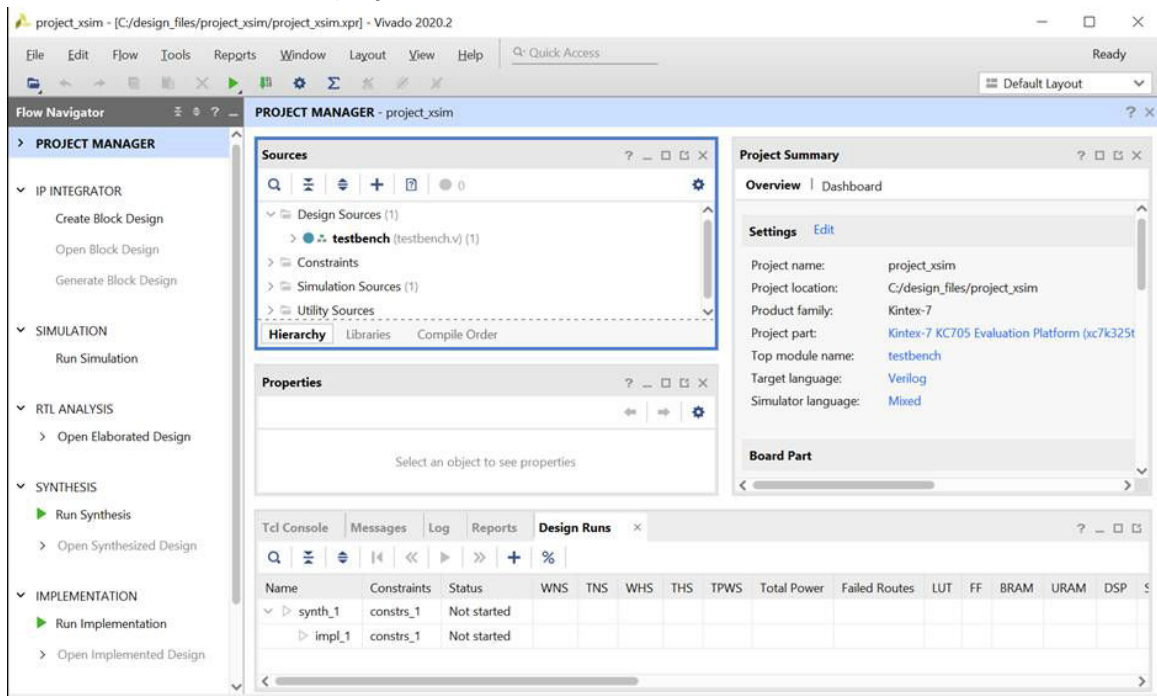 project_xsim - [C:/design_files/project_xsim/project_xsim.xpr] - Vivado 2020.2
File Edit Flow Tools Reports Window Layout View Help Quick Access Ready
Default Layout
Flow Navigator
PROJECT MANAGER - project_xsim
PROJECT MANAGER
IP INTEGRATOR
Create Block Design
Open Block Design
Generate Block Design
SIMULATION
Run Simulation
RTL ANALYSIS
Open Elaborated Design
SYNTHESIS
Run Synthesis
Open Synthesized Design
IMPLEMENTATION
Run Implementation
Open Implemented Design
Sources
0
Design Sources (1)
testbench (testbench.v) (1)
Constraints
Simulation Sources (1)
Utility Sources
Hierarchy Libraries Compile Order
Properties
Select an object to see properties
Project Summary
Overview | Dashboard
Settings Edit
Project name: project_xsim
Project location: C:/design_files/project_xsim
Product family: Kintex-7
Project part: Kintex-7 KC705 Evaluation Platform (xc7k325t
Top module name: testbench
Target language: Verilog
Simulator language: Mixed
Board Part
Tcl Console Messages Log Reports Design Runs
Name Constraints Status WNS TNS WHS THS TPWS Total Power Failed Routes LUT FF BRAM URAM DSP S
synth_1 constrs_1 Not started
impl_1 constrs_1 Not started